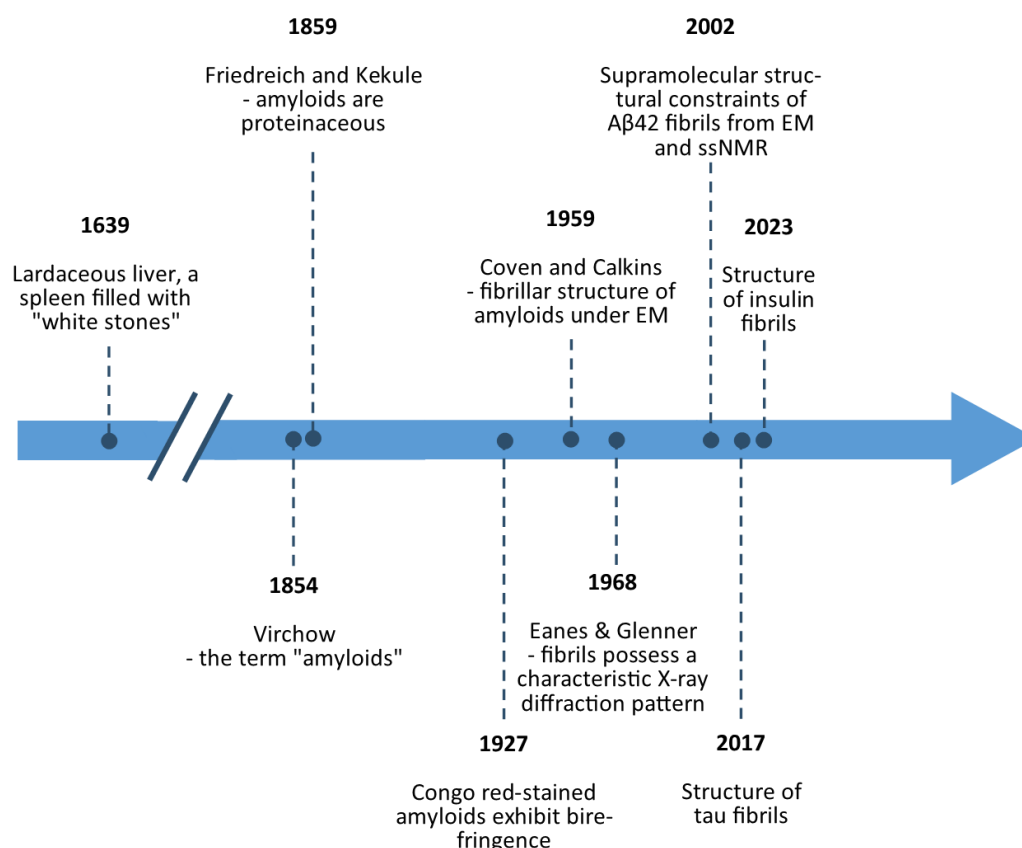 1859
Friedreich and Kekule
- amyloids are
proteinaceous
2002
Supramolecular struc-
tural constraints of
Aβ42 fibrils from EM
and ssNMR
1639
Lardaceous liver, a
spleen filled with
"white stones"
1959
Coven and Calkins
- fibrillar structure of
amyloids under EM
2023
Structure
of insulin
fibrils
1854
Virchow
- the term "amyloids"
1968
Eanes & Glenner
- fibrils possess a
characteristic X-ray
diffraction pattern
1927
Congo red-stained
amyloids exhibit bire-
fringence
2017
Structure of
tau fibrils